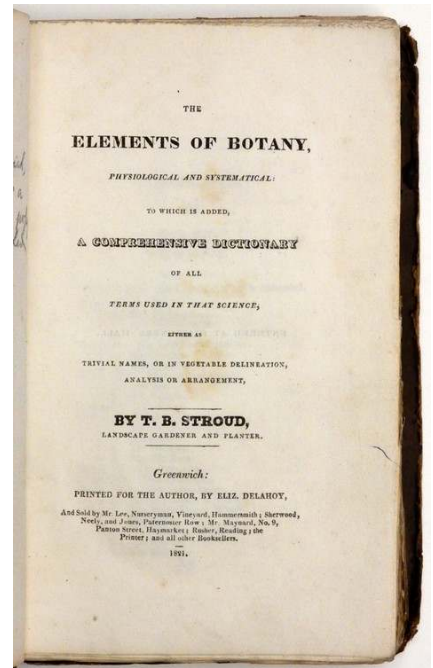 THE
ELEMENTS OF BOTANY,
PHYSIOLOGICAL AND SYSTEMATICAL:
TO WHICH IS ADDED,
A COMPREHENSIVE DICTIONARY
OF ALL
TERMS USED IN THAT SCIENCE,
EITHER AS
TRIVIAL NAMES, OR IN VEGETABLE DELINEATION,
ANALYSIS OR ARRANGEMENT,
BY T. B. STROUD,
LANDSCAPE GARDENER AND PLANTER.
Greenwich:
PRINTED FOR THE AUTHOR, BY ELIZ. DELAHOY,
And Sold by Mr. Lee, Nurseryman, Vineyard, Hammersmith; Sherwood,
Neely, and Jones, Paternoster Row; Mr. Maynard, No. 9,
Panton Street, Haymarket; Rusher, Reading; the
Printer; and all other Booksellers.
1821.